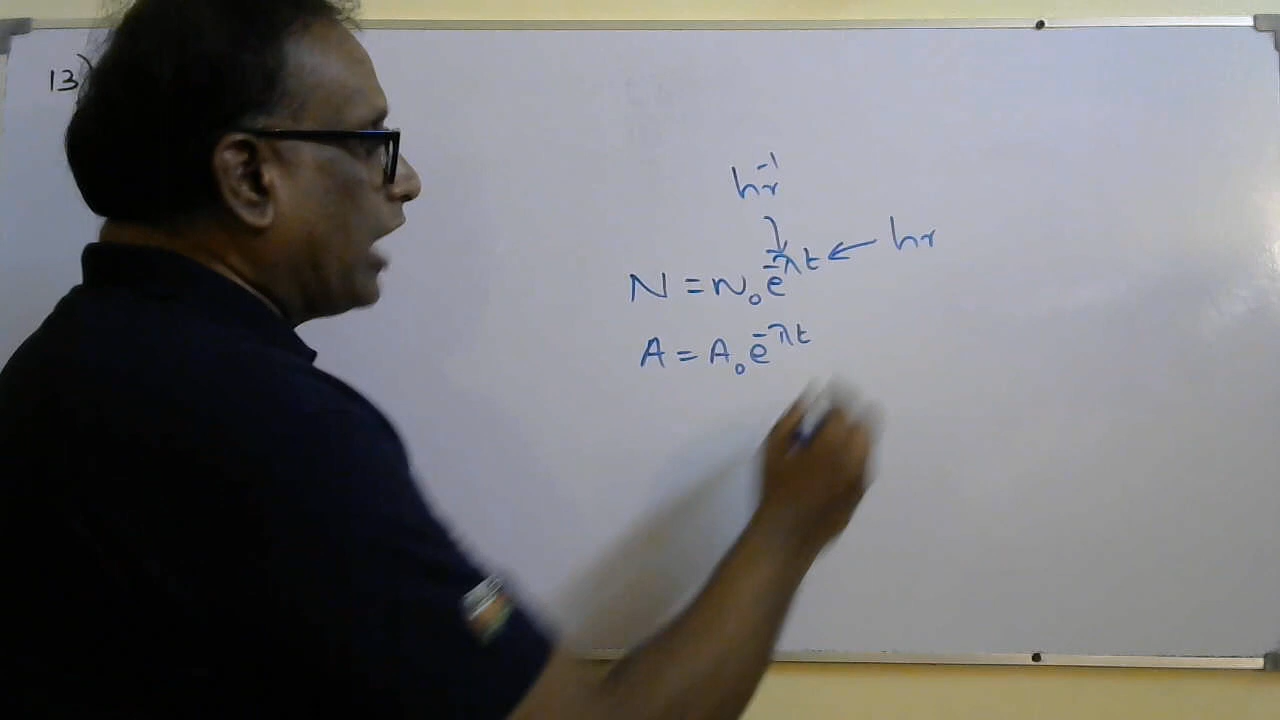 13)
hr⁻¹
hr
N = N₀e^-λt
A = A₀e^-λt